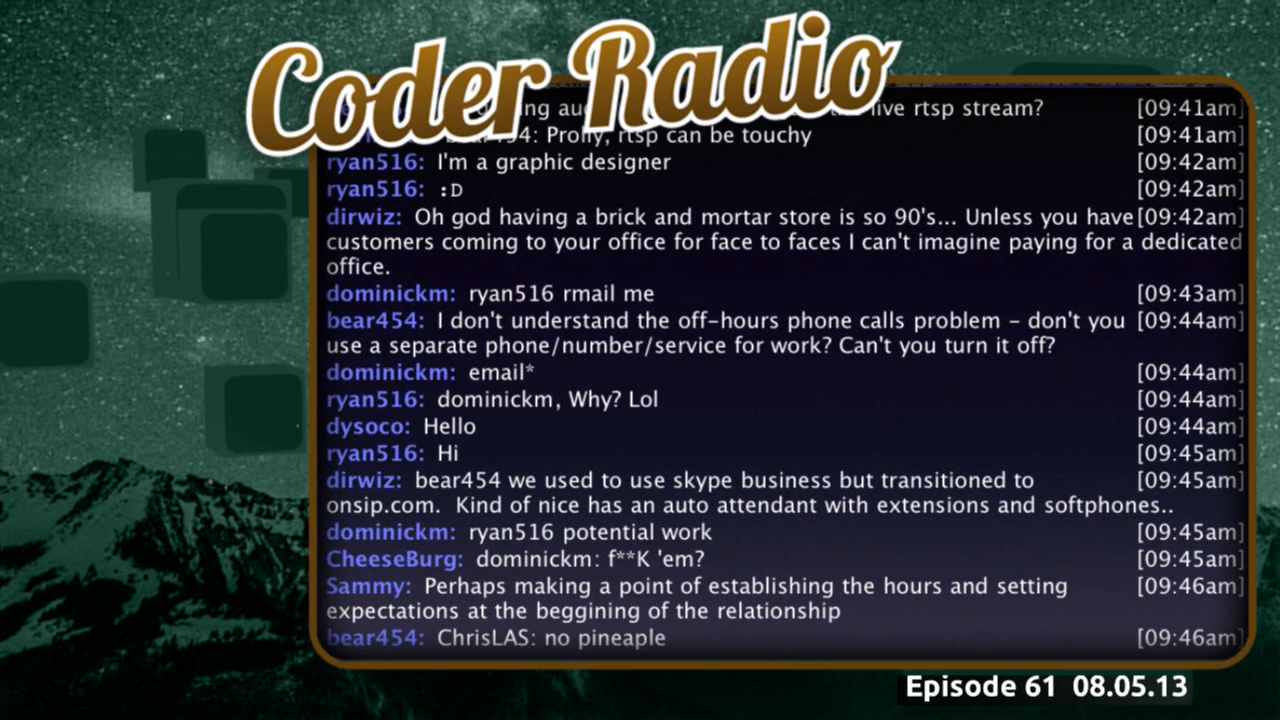 Coder Radio
ng au live rtsp stream? [09:41am]
Prolly, rtsp can be touchy [09:41am]
ryan516: I'm a graphic designer [09:42am]
ryan516: :D [09:42am]
dirwiz: Oh god having a brick and mortar store is so 90's... Unless you have [09:42am]
customers coming to your office for face to faces I can't imagine paying for a dedicated
office.
dominickm: ryan516 rmail me [09:43am]
bear454: I don't understand the off-hours phone calls problem - don't you [09:44am]
use a separate phone/number/service for work? Can't you turn it off?
dominickm: email* [09:44am]
ryan516: dominickm, Why? Lol [09:44am]
dysoco: Hello [09:44am]
ryan516: Hi [09:45am]
dirwiz: bear454 we used to use skype business but transitioned to [09:45am]
onsip.com. Kind of nice has an auto attendant with extensions and softphones..
dominickm: ryan516 potential work [09:45am]
CheeseBurg: dominickm: f**K 'em? [09:45am]
Sammy: Perhaps making a point of establishing the hours and setting [09:46am]
expectations at the beggining of the relationship
bear454: ChrisLAS: no pineaple [09:46am]
Episode 61 08.05.13